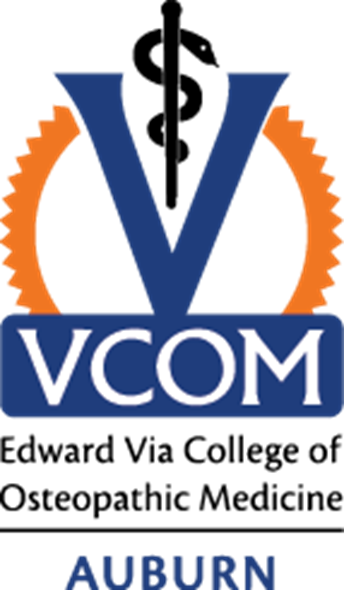 V
VCOM
Edward Via College of
Osteopathic Medicine
AUBURN